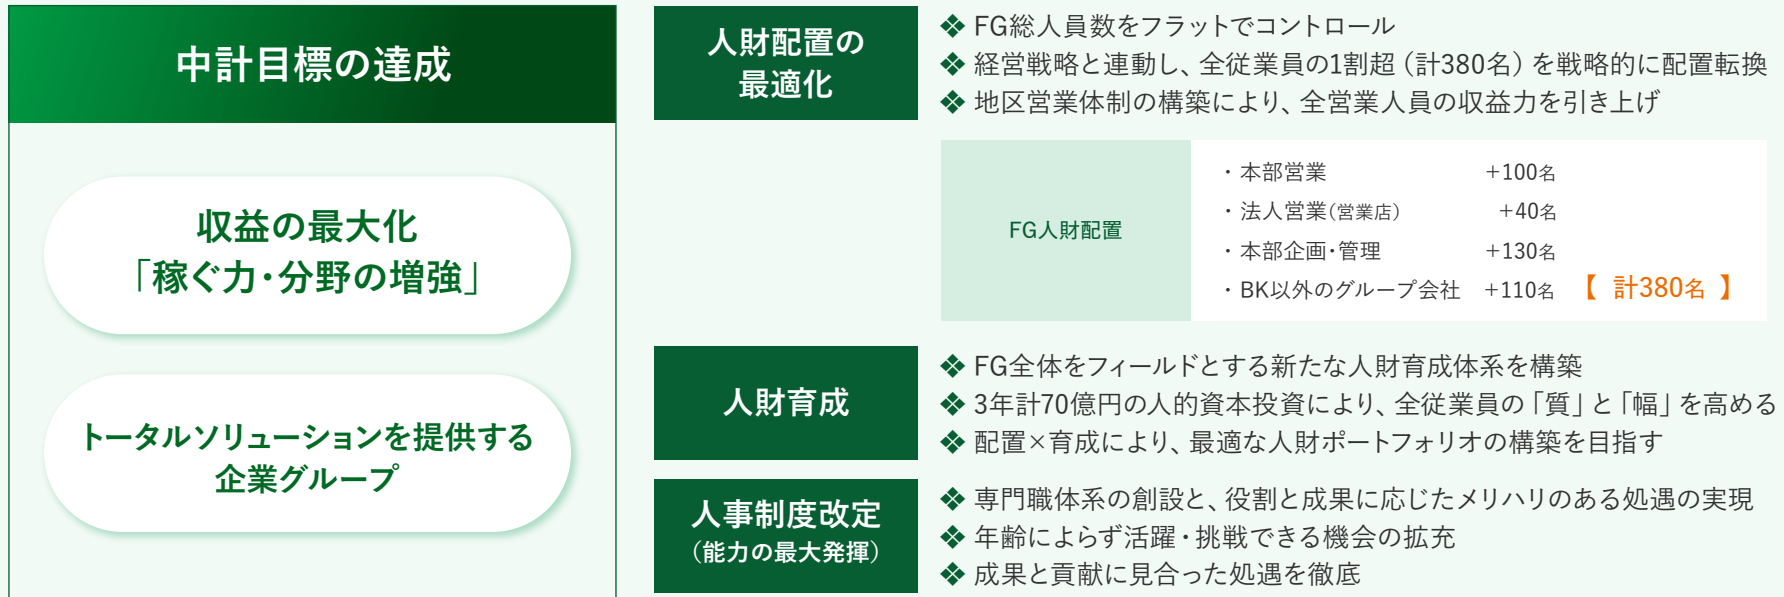 中計目標の達成
収益の最大化
「稼ぐ力・分野の増強」
トータルソリューションを提供する
企業グループ
人財配置の
最適化
❖ FG総人員数をフラットでコントロール
❖ 経営戦略と連動し、全従業員の1割超（計380名）を戦略的に配置転換
❖ 地区営業体制の構築により、全営業人員の収益力を引き上げ
FG人財配置
・本部営業 +100名
・法人営業(営業店) +40名
・本部企画・管理 +130名
・BK以外のグループ会社 +110名 【 計380名 】
人財育成
❖ FG全体をフィールドとする新たな人財育成体系を構築
❖ 3年計70億円の人的資本投資により、全従業員の「質」と「幅」を高める
❖ 配置×育成により、最適な人財ポートフォリオの構築を目指す
人事制度改定
（能力の最大発揮）
❖ 専門職体系の創設と、役割と成果に応じたメリハリのある処遇の実現
❖ 年齢によらず活躍・挑戦できる機会の拡充
❖ 成果と貢献に見合った処遇を徹底